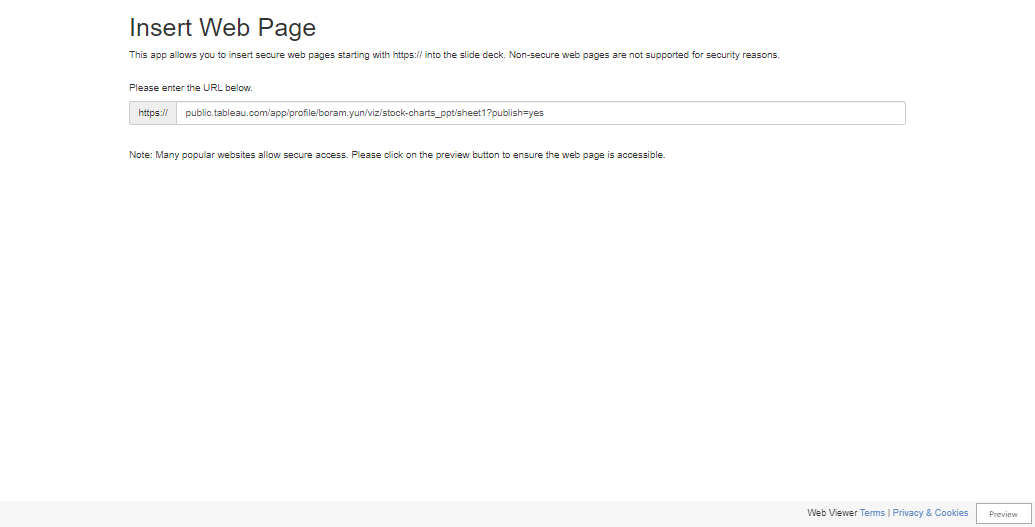 Insert Web Page
This app allows you to insert secure web pages starting with https:// into the slide deck. Non-secure web pages are not supported for security reasons.
Please enter the URL below.
https:// public.tableau.com/app/profile/boram.yun/viz/stock-charts_ppt/sheet1?publish=yes
Note: Many popular websites allow secure access. Please click on the preview button to ensure the web page is accessible.
Web Viewer Terms | Privacy & Cookies Preview